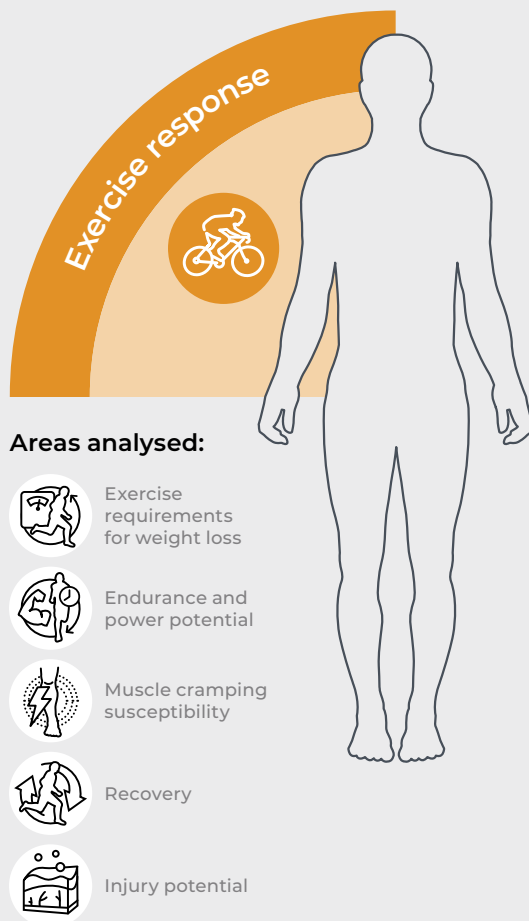 Exercise response
Areas analysed:
Exercise
requirements
for weight loss
Endurance and
power potential
Muscle cramping
susceptibility
Recovery
Injury potential